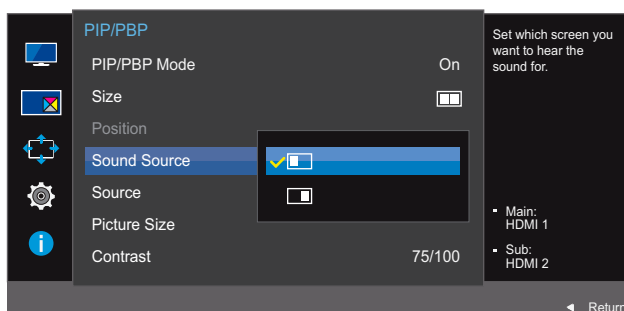 PIP/PBP
PIP/PBP Mode On
Size
Position
Sound Source
Source
Picture Size
Contrast 75/100
Set which screen you
want to hear the
sound for.
Main:
HDMI 1
Sub:
HDMI 2
Return